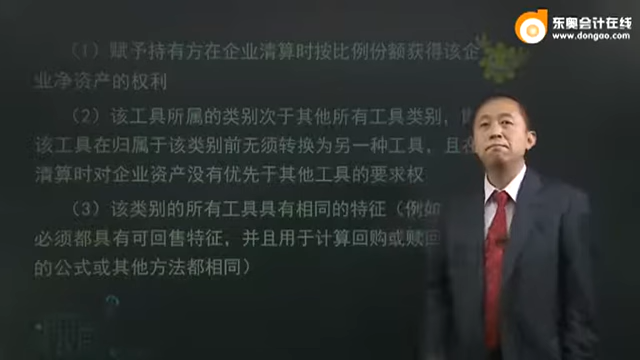 东奥会计在线
www.dongao.com
(1) 赋予持有方在企业清算时按比例份额获得该企
业净资产的权利
(2) 该工具所属的类别次于其他所有工具类别，
该工具在归属于该类别前无须转换为另一种工具，且在
清算时对企业资产没有优先于其他工具的要求权
(3) 该类别的所有工具具有相同的特征（例如
必须都具有可回售特征，并且用于计算回购或赎回
的公式或其他方法都相同）